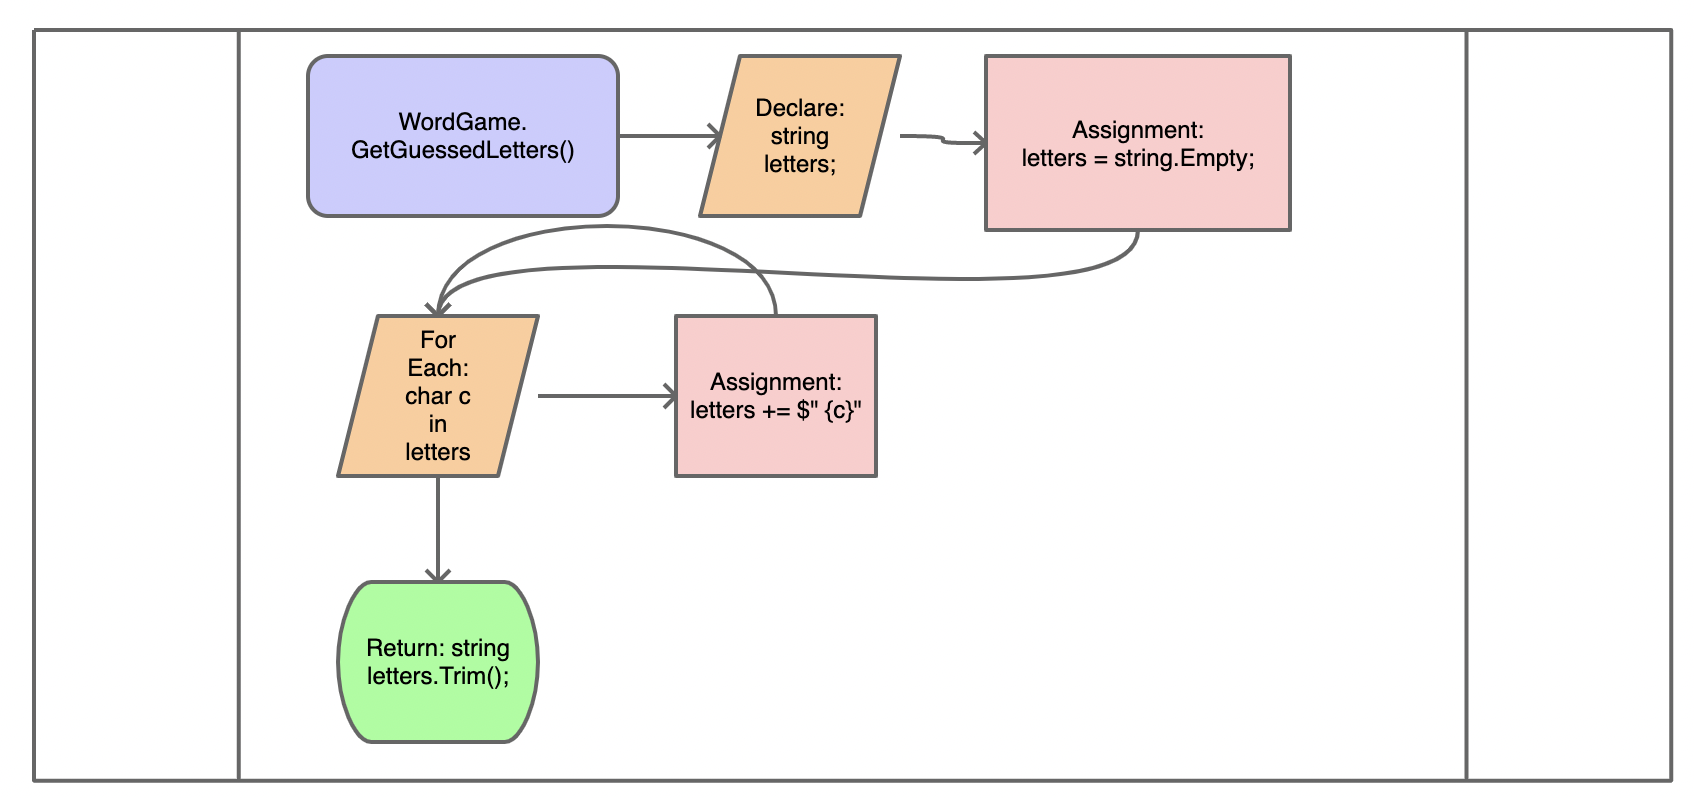 WordGame.
GetGuessedLetters()
Declare:
string
letters;
Assignment:
letters = string.Empty;
For
Each:
char c
in
letters
Assignment:
letters += $" {c}"
Return: string
letters.Trim();